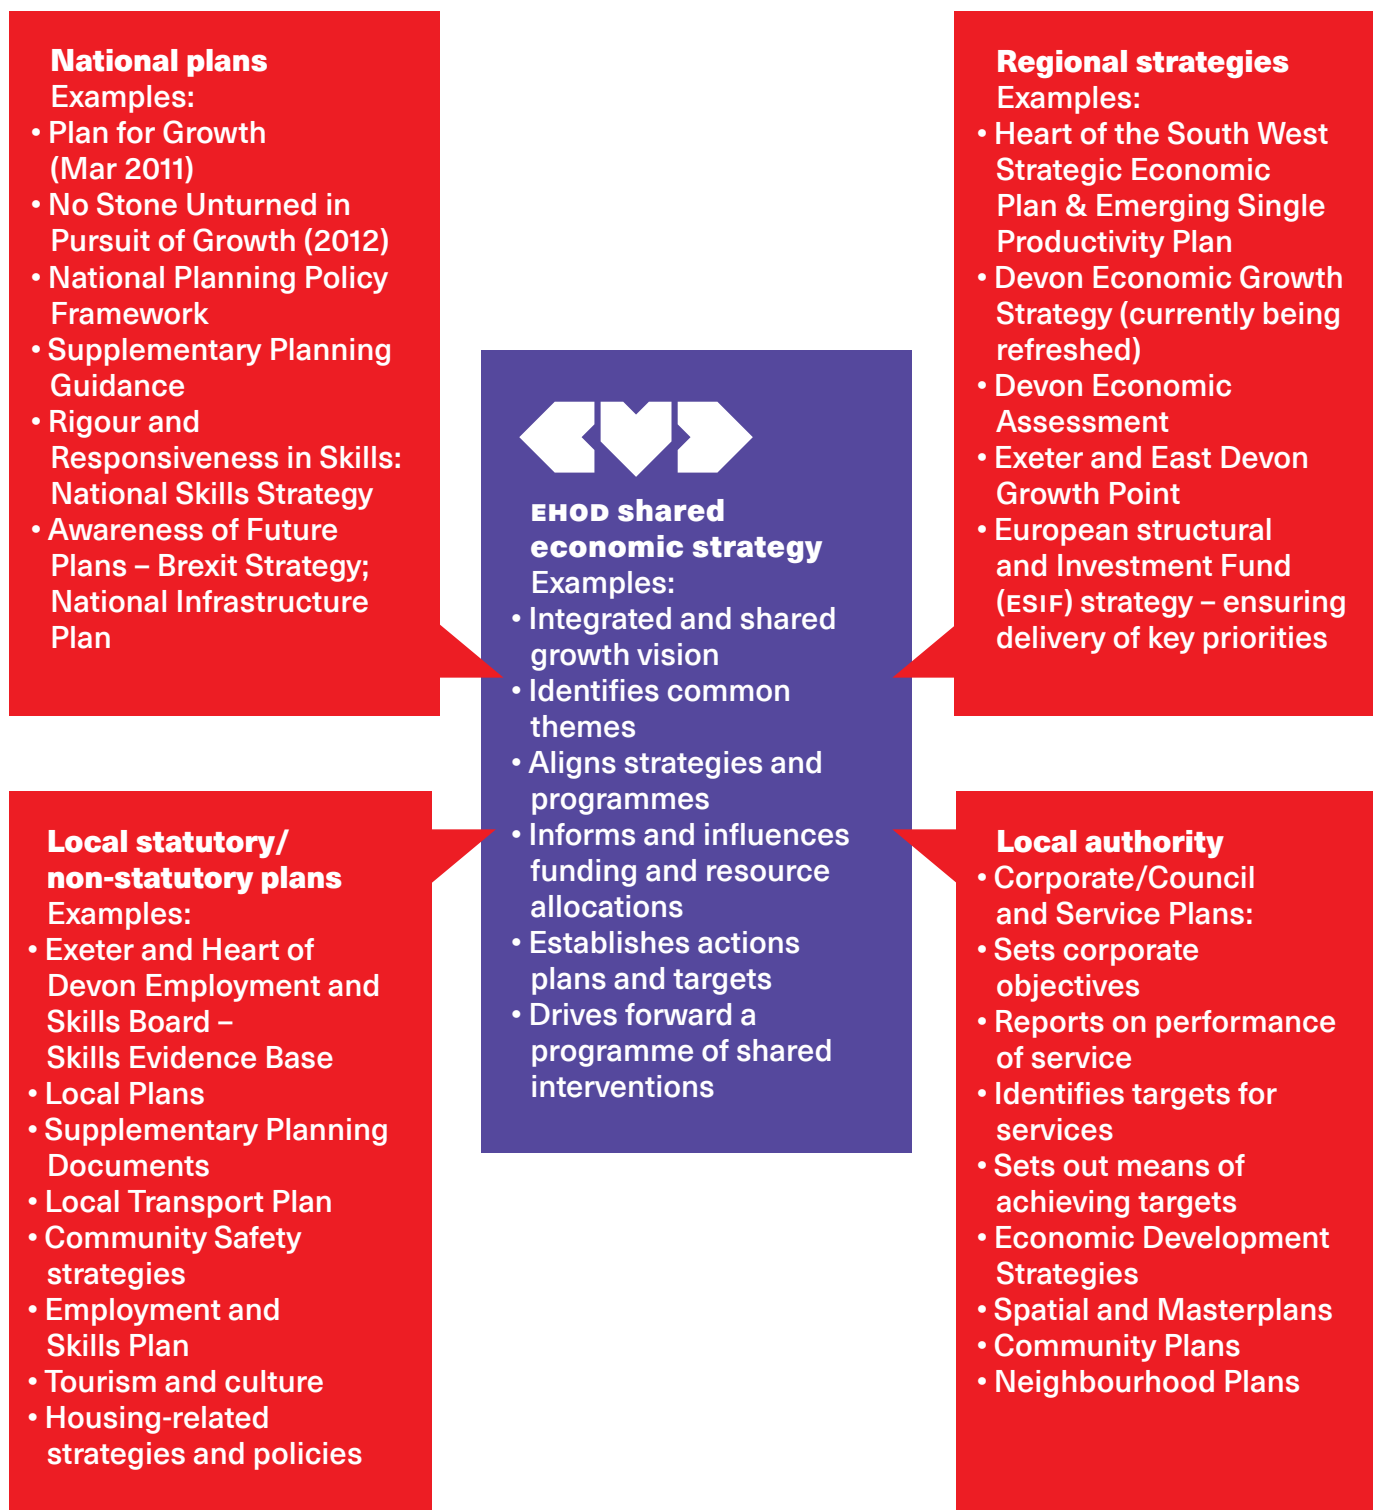 National plans
Examples:
• Plan for Growth
(Mar 2011)
• No Stone Unturned in
Pursuit of Growth (2012)
• National Planning Policy
Framework
• Supplementary Planning
Guidance
• Rigour and
Responsiveness in Skills:
National Skills Strategy
• Awareness of Future
Plans – Brexit Strategy;
National Infrastructure
Plan
Regional strategies
Examples:
• Heart of the South West
Strategic Economic
Plan & Emerging Single
Productivity Plan
• Devon Economic Growth
Strategy (currently being
refreshed)
• Devon Economic
Assessment
• Exeter and East Devon
Growth Point
• European structural
and Investment Fund
(ESIF) strategy – ensuring
delivery of key priorities
EHOD shared
economic strategy
Examples:
• Integrated and shared
growth vision
• Identifies common
themes
• Aligns strategies and
programmes
• Informs and influences
funding and resource
allocations
• Establishes actions
plans and targets
• Drives forward a
programme of shared
interventions
Local statutory/
non-statutory plans
Examples:
• Exeter and Heart of
Devon Employment and
Skills Board –
Skills Evidence Base
• Local Plans
• Supplementary Planning
Documents
• Local Transport Plan
• Community Safety
strategies
• Employment and
Skills Plan
• Tourism and culture
• Housing-related
strategies and policies
Local authority
• Corporate/Council
and Service Plans:
• Sets corporate
objectives
• Reports on performance
of service
• Identifies targets for
services
• Sets out means of
achieving targets
• Economic Development
Strategies
• Spatial and Masterplans
• Community Plans
• Neighbourhood Plans